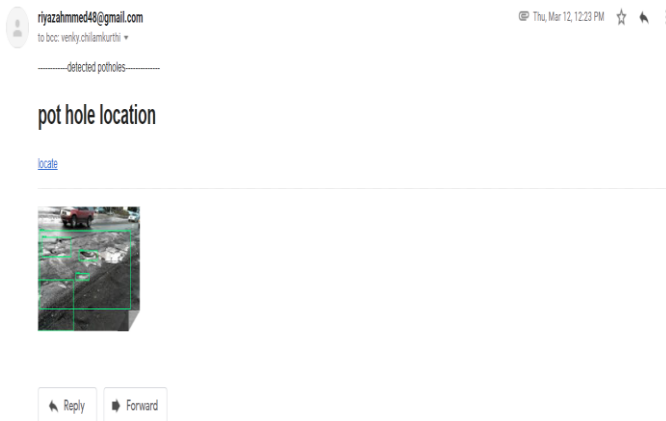 riyazahmmed48@gmail.com
Thu, Mar 12, 12:23 PM
to bcc: venky.chilamkurthi
-----------detected potholes-------------
pot hole location
locate
Reply
Forward